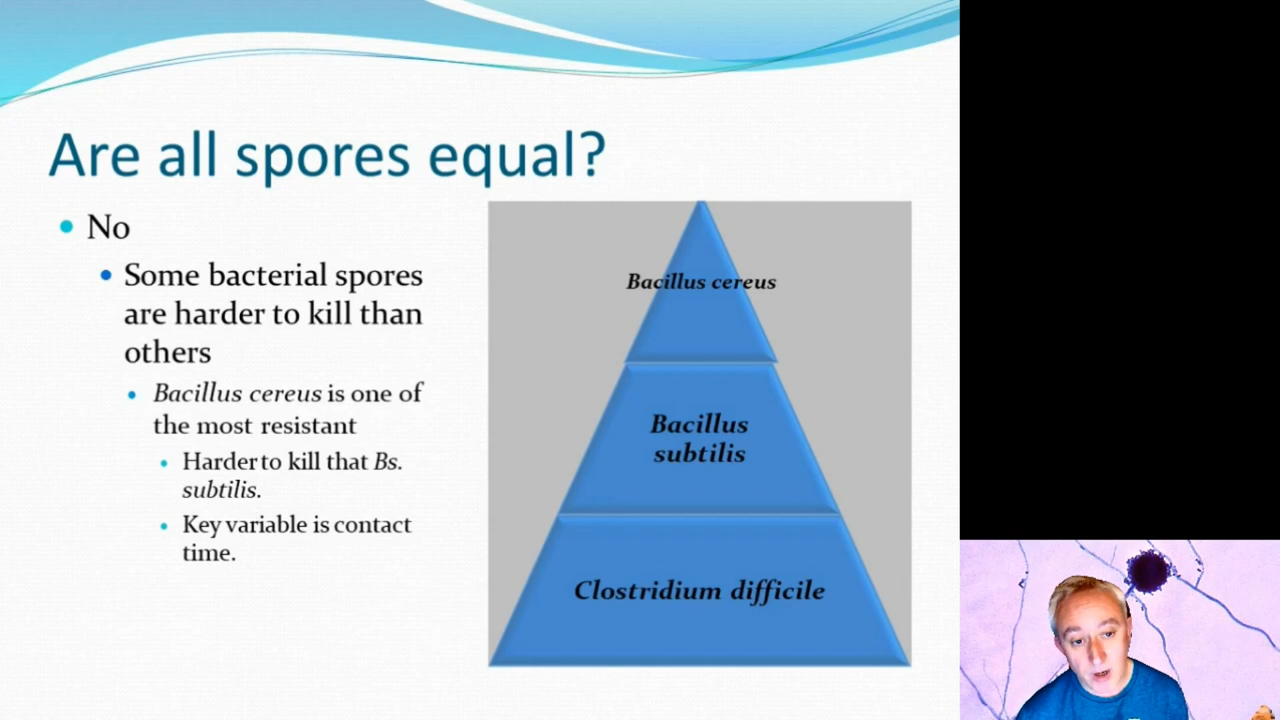 Are all spores equal?
No
Some bacterial spores
are harder to kill than
others
Bacillus cereus is one of
the most resistant
Harder to kill that Bs.
subtilis.
Key variable is contact
time.
Bacillus cereus
Bacillus
subtilis
Clostridium difficile